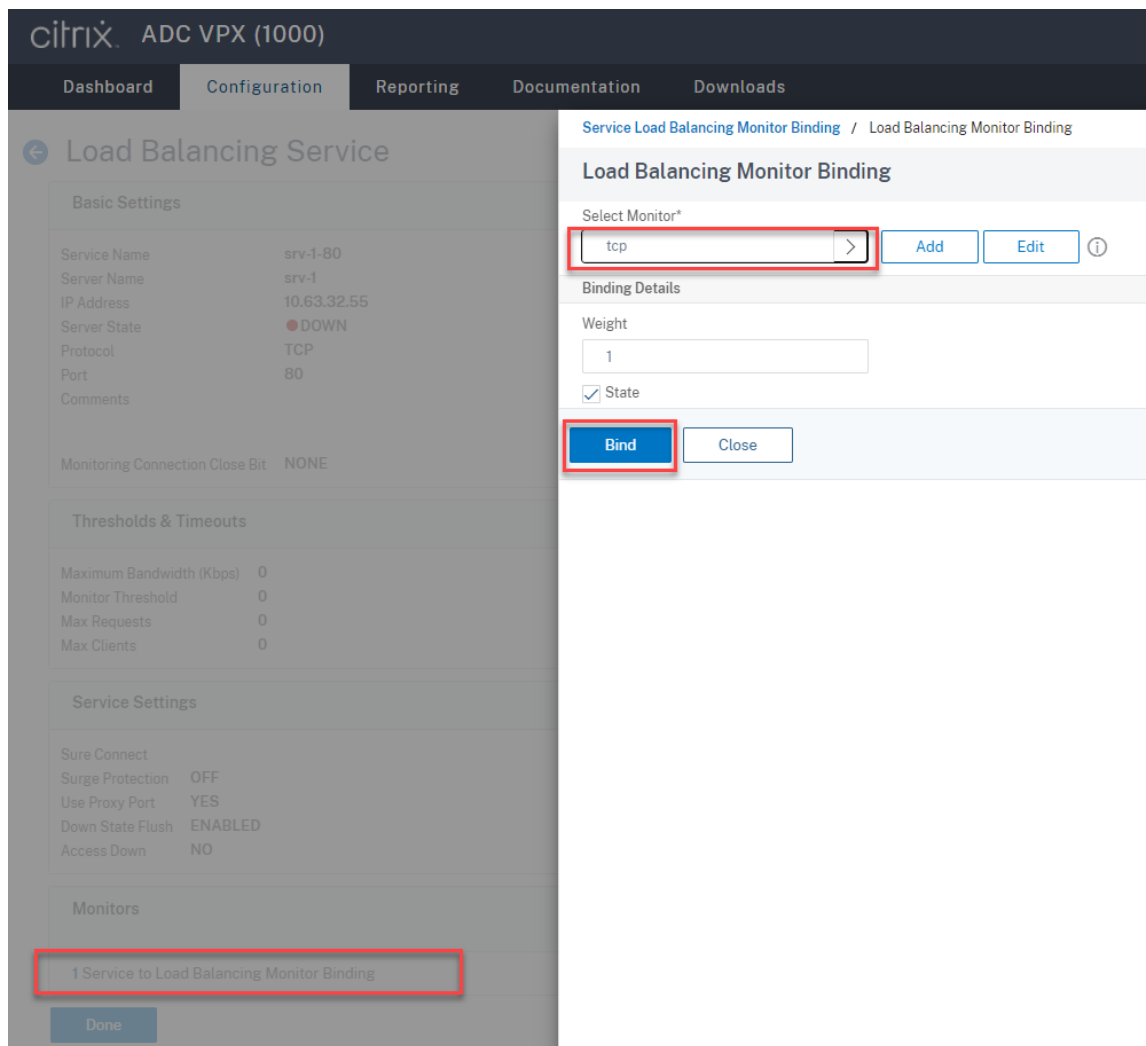 citrix. ADC VPX (1000)
Dashboard Configuration Reporting Documentation Downloads
Load Balancing Service
Basic Settings
Service Name srv-1-80
Server Name srv-1
IP Address 10.63.32.55
Server State DOWN
Protocol TCP
Port 80
Comments
Monitoring Connection Close Bit NONE
Thresholds & Timeouts
Maximum Bandwidth (Kbps) 0
Monitor Threshold 0
Max Requests 0
Max Clients 0
Service Settings
Sure Connect
Surge Protection OFF
Use Proxy Port YES
Down State Flush ENABLED
Access Down NO
Monitors
1 Service to Load Balancing Monitor Binding
Done
Service Load Balancing Monitor Binding / Load Balancing Monitor Binding
Load Balancing Monitor Binding
Select Monitor*
tcp Add Edit
Binding Details
Weight
1
State
Bind Close